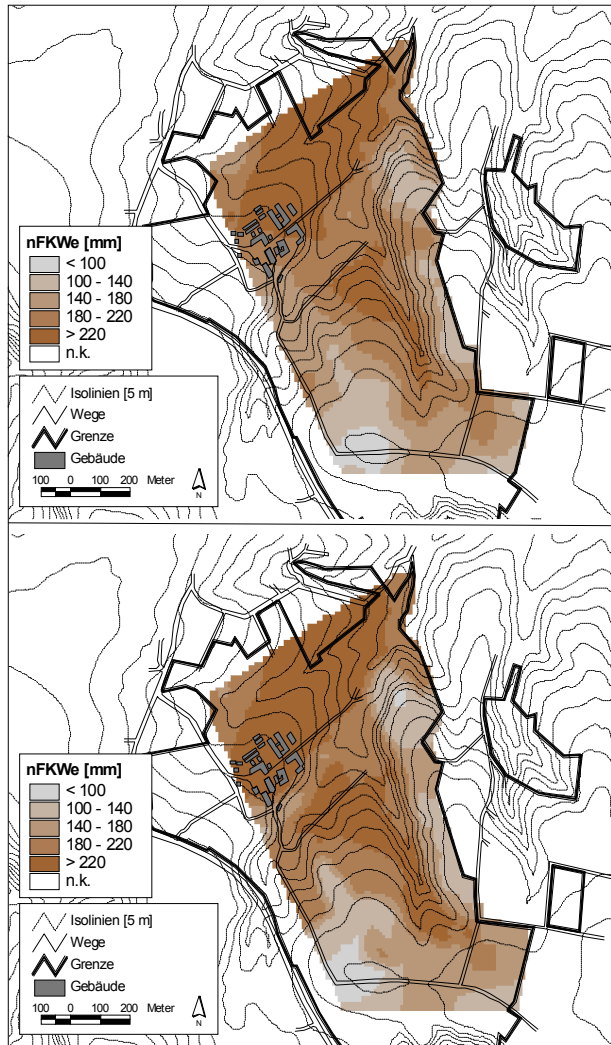 nFKWe [mm]
< 100
100 - 140
140 - 180
180 - 220
> 220
n.k.
Isolinien [5 m]
Wege
Grenze
Gebäude
100 0 100 200 Meter
N
nFKWe [mm]
< 100
100 - 140
140 - 180
180 - 220
> 220
n.k.
Isolinien [5 m]
Wege
Grenze
Gebäude
100 0 100 200 Meter
N